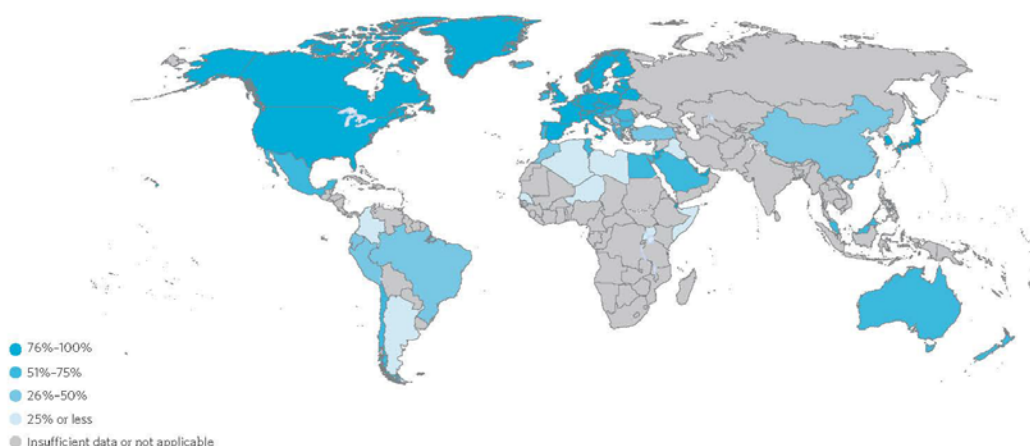 76%–100%
51%–75%
26%–50%
25% or less
Insufficient data or not applicable